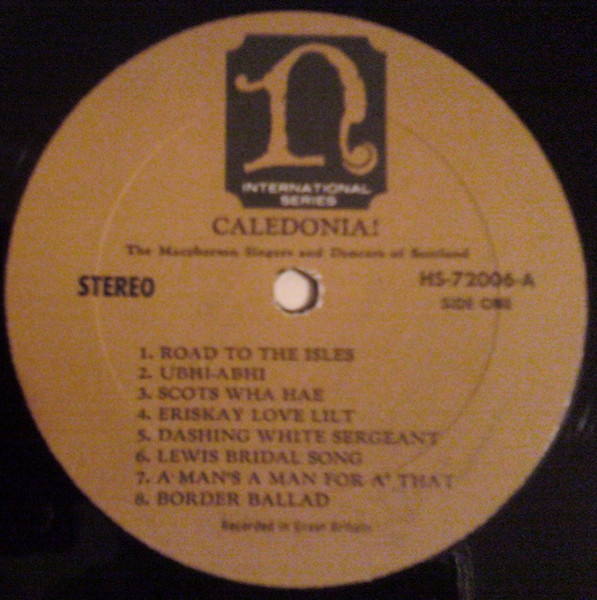 n
INTERNATIONAL
SERIES
CALEDONIA!
The Macpherson Singers and Dancers of Scotland
STEREO
HS-72006-A
SIDE ONE
1. ROAD TO THE ISLES
2. UBHI-ABHI
3. SCOTS WHA HAE
4. ERISKAY LOVE LILT
5. DASHING WHITE SERGEANT
6. LEWIS BRIDAL SONG
7. A MAN'S A MAN FOR A' THAT
8. BORDER BALLAD
Recorded in Great Britain